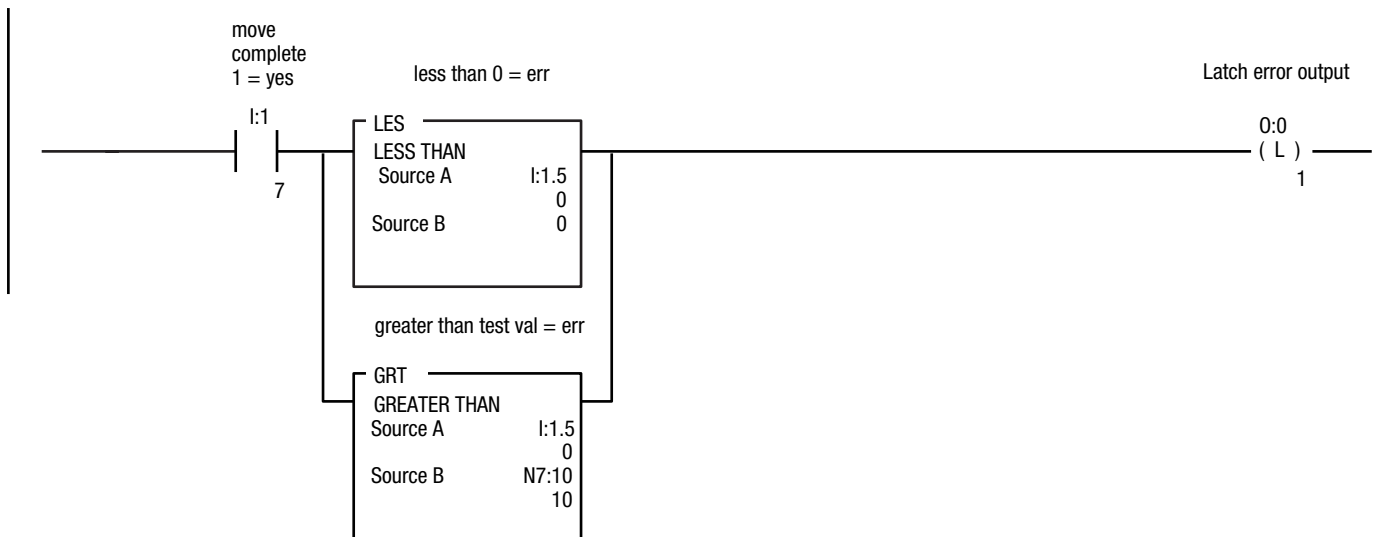 move
complete
1 = yes
less than 0 = err
Latch error output
I:1
7
LES
LESS THAN
Source A I:1.5
0
Source B 0
O:0
( L )
1
greater than test val = err
GRT
GREATER THAN
Source A I:1.5
0
Source B N7:10
10